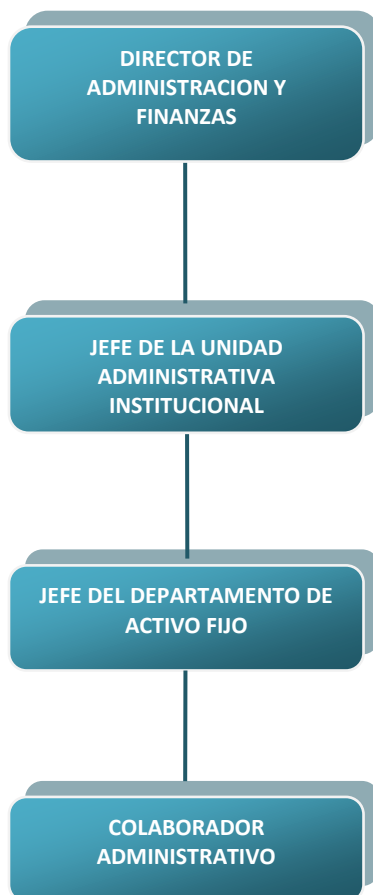 DIRECTOR DE
ADMINISTRACION Y
FINANZAS
JEFE DE LA UNIDAD
ADMINISTRATIVA
INSTITUCIONAL
JEFE DEL DEPARTAMENTO DE
ACTIVO FIJO
COLABORADOR
ADMINISTRATIVO